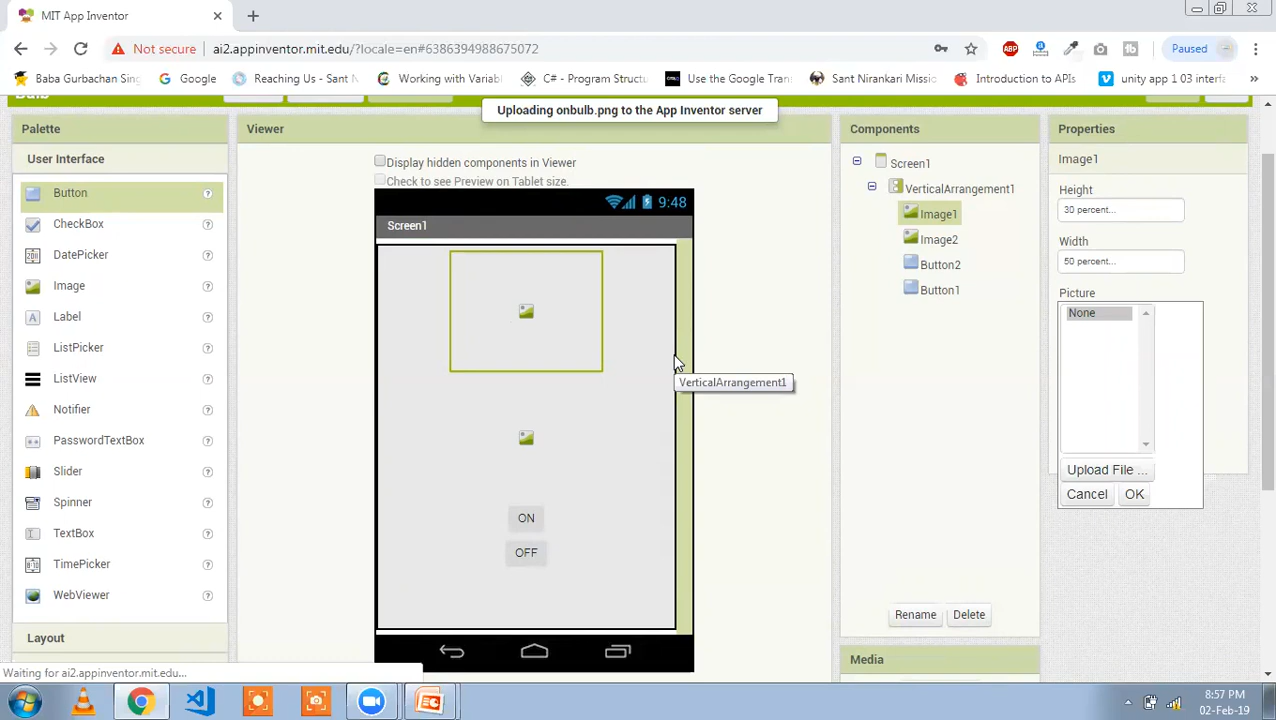 MIT App Inventor
Not secure
ai2.appinventor.mit.edu/?locale=en#6386394988675072
ABP
Paused
Baba Gurbachan Sin
Google
Reaching Us - Sant N
Working with Variabl
C# - Program Structu
Use the Google Tran
Sant Nirankari Missio
Introduction to APIs
unity app 1 03 interfa
Uploading onbulb.png to the App Inventor server
Palette
User Interface
Button
CheckBox
DatePicker
Image
Label
ListPicker
ListView
Notifier
PasswordTextBox
Slider
Spinner
TextBox
TimePicker
WebViewer
Layout
Viewer
Display hidden components in Viewer
Check to see Preview on Tablet size.
9:48
Screen1
ON
OFF
VerticalArrangement1
Components
Screen1
VerticalArrangement1
Image1
Image2
Button2
Button1
Rename
Delete
Media
Properties
Image1
Height
30 percent...
Width
50 percent...
Picture
None
Upload File ...
Cancel
OK
Waiting for ai2.appinventor.mit.edu...
8:57 PM
02-Feb-19